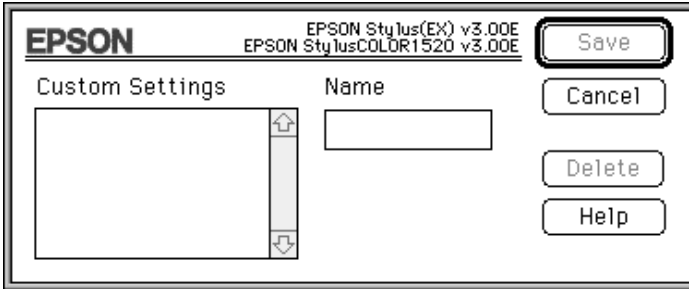 EPSON
EPSON Stylus(EX) v3.00E
EPSON StylusCOLOR1520 v3.00E
Save
Custom Settings
Name
Cancel
Delete
Help